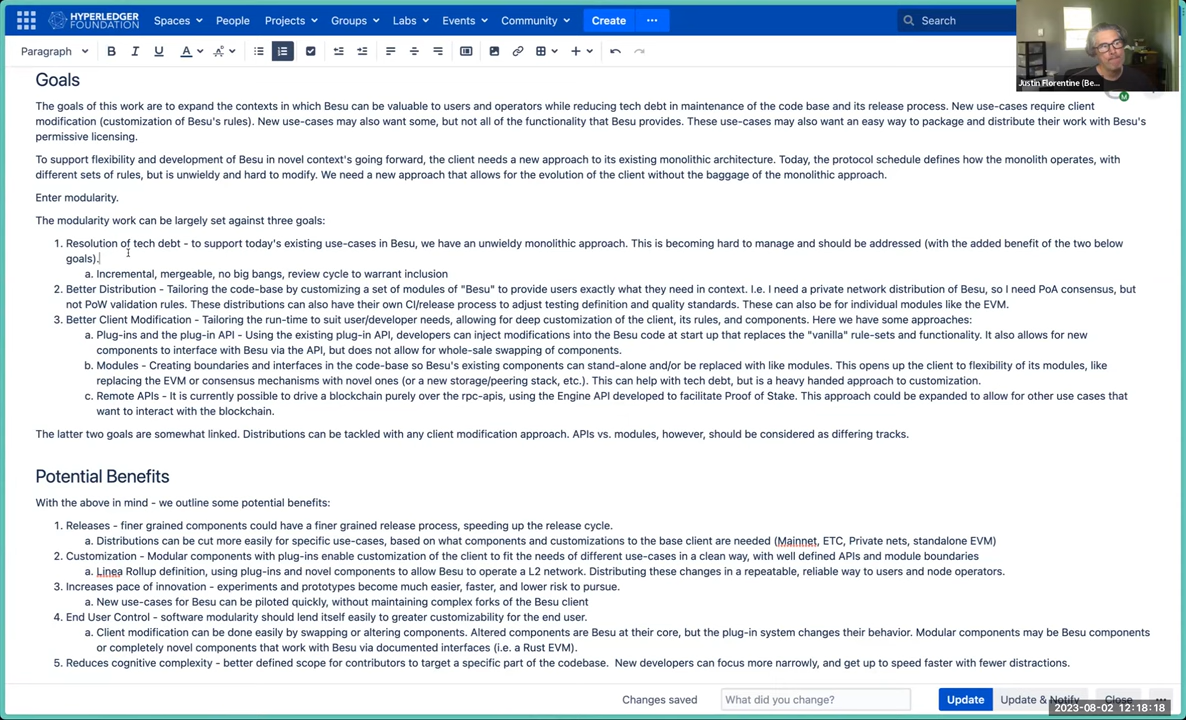 HYPERLEDGER
FOUNDATION
Spaces People Projects Groups Labs Events Community Create ··· Search
Justin Florentine (Be...
Paragraph B I U A
Goals
The goals of this work are to expand the contexts in which Besu can be valuable to users and operators while reducing tech debt in maintenance of the code base and its release process. New use-cases require client
modification (customization of Besu's rules). New use-cases may also want some, but not all of the functionality that Besu provides. These use-cases may also want an easy way to package and distribute their work with Besu's
permissive licensing.
To support flexibility and development of Besu in novel context's going forward, the client needs a new approach to its existing monolithic architecture. Today, the protocol schedule defines how the monolith operates, with
different sets of rules, but is unwieldy and hard to modify. We need a new approach that allows for the evolution of the client without the baggage of the monolithic approach.
Enter modularity.
The modularity work can be largely set against three goals:
1. Resolution of tech debt - to support today's existing use-cases in Besu, we have an unwieldy monolithic approach. This is becoming hard to manage and should be addressed (with the added benefit of the two below
goals).
a. Incremental, mergeable, no big bangs, review cycle to warrant inclusion
2. Better Distribution - Tailoring the code-base by customizing a set of modules of "Besu" to provide users exactly what they need in context. I.e. I need a private network distribution of Besu, so I need PoA consensus, but
not PoW validation rules. These distributions can also have their own CI/release process to adjust testing definition and quality standards. These can also be for individual modules like the EVM.
3. Better Client Modification - Tailoring the run-time to suit user/developer needs, allowing for deep customization of the client, its rules, and components. Here we have some approaches:
a. Plug-ins and the plug-in API - Using the existing plug-in API, developers can inject modifications into the Besu code at start up that replaces the "vanilla" rule-sets and functionality. It also allows for new
components to interface with Besu via the API, but does not allow for whole-sale swapping of components.
b. Modules - Creating boundaries and interfaces in the code-base so Besu's existing components can stand-alone and/or be replaced with like modules. This opens up the client to flexibility of its modules, like
replacing the EVM or consensus mechanisms with novel ones (or a new storage/peering stack, etc.). This can help with tech debt, but is a heavy handed approach to customization.
c. Remote APIs - It is currently possible to drive a blockchain purely over the rpc-apis, using the Engine API developed to facilitate Proof of Stake. This approach could be expanded to allow for other use cases that
want to interact with the blockchain.
The latter two goals are somewhat linked. Distributions can be tackled with any client modification approach. APIs vs. modules, however, should be considered as differing tracks.
Potential Benefits
With the above in mind - we outline some potential benefits:
1. Releases - finer grained components could have a finer grained release process, speeding up the release cycle.
a. Distributions can be cut more easily for specific use-cases, based on what components and customizations to the base client are needed (Mainnet, ETC, Private nets, standalone EVM)
2. Customization - Modular components with plug-ins enable customization of the client to fit the needs of different use-cases in a clean way, with well defined APIs and module boundaries
a. Linea Rollup definition, using plug-ins and novel components to allow Besu to operate a L2 network. Distributing these changes in a repeatable, reliable way to users and node operators.
3. Increases pace of innovation - experiments and prototypes become much easier, faster, and lower risk to pursue.
a. New use-cases for Besu can be piloted quickly, without maintaining complex forks of the Besu client
4. End User Control - software modularity should lend itself easily to greater customizability for the end user.
a. Client modification can be done easily by swapping or altering components. Altered components are Besu at their core, but the plug-in system changes their behavior. Modular components may be Besu components
or completely novel components that work with Besu via documented interfaces (i.e. a Rust EVM).
5. Reduces cognitive complexity - better defined scope for contributors to target a specific part of the codebase. New developers can focus more narrowly, and get up to speed faster with fewer distractions.
Changes saved What did you change? Update Update & Notify Close
2023-08-02 12:18:18